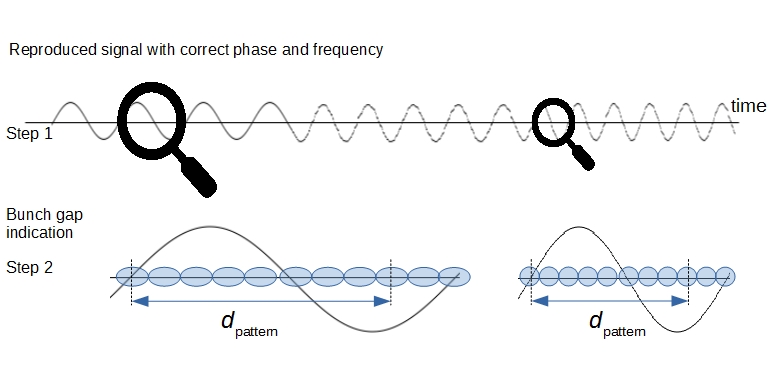 Reproduced signal with correct phase and frequency
time
Step 1
Bunch gap
indication
Step 2
d pattern
d pattern